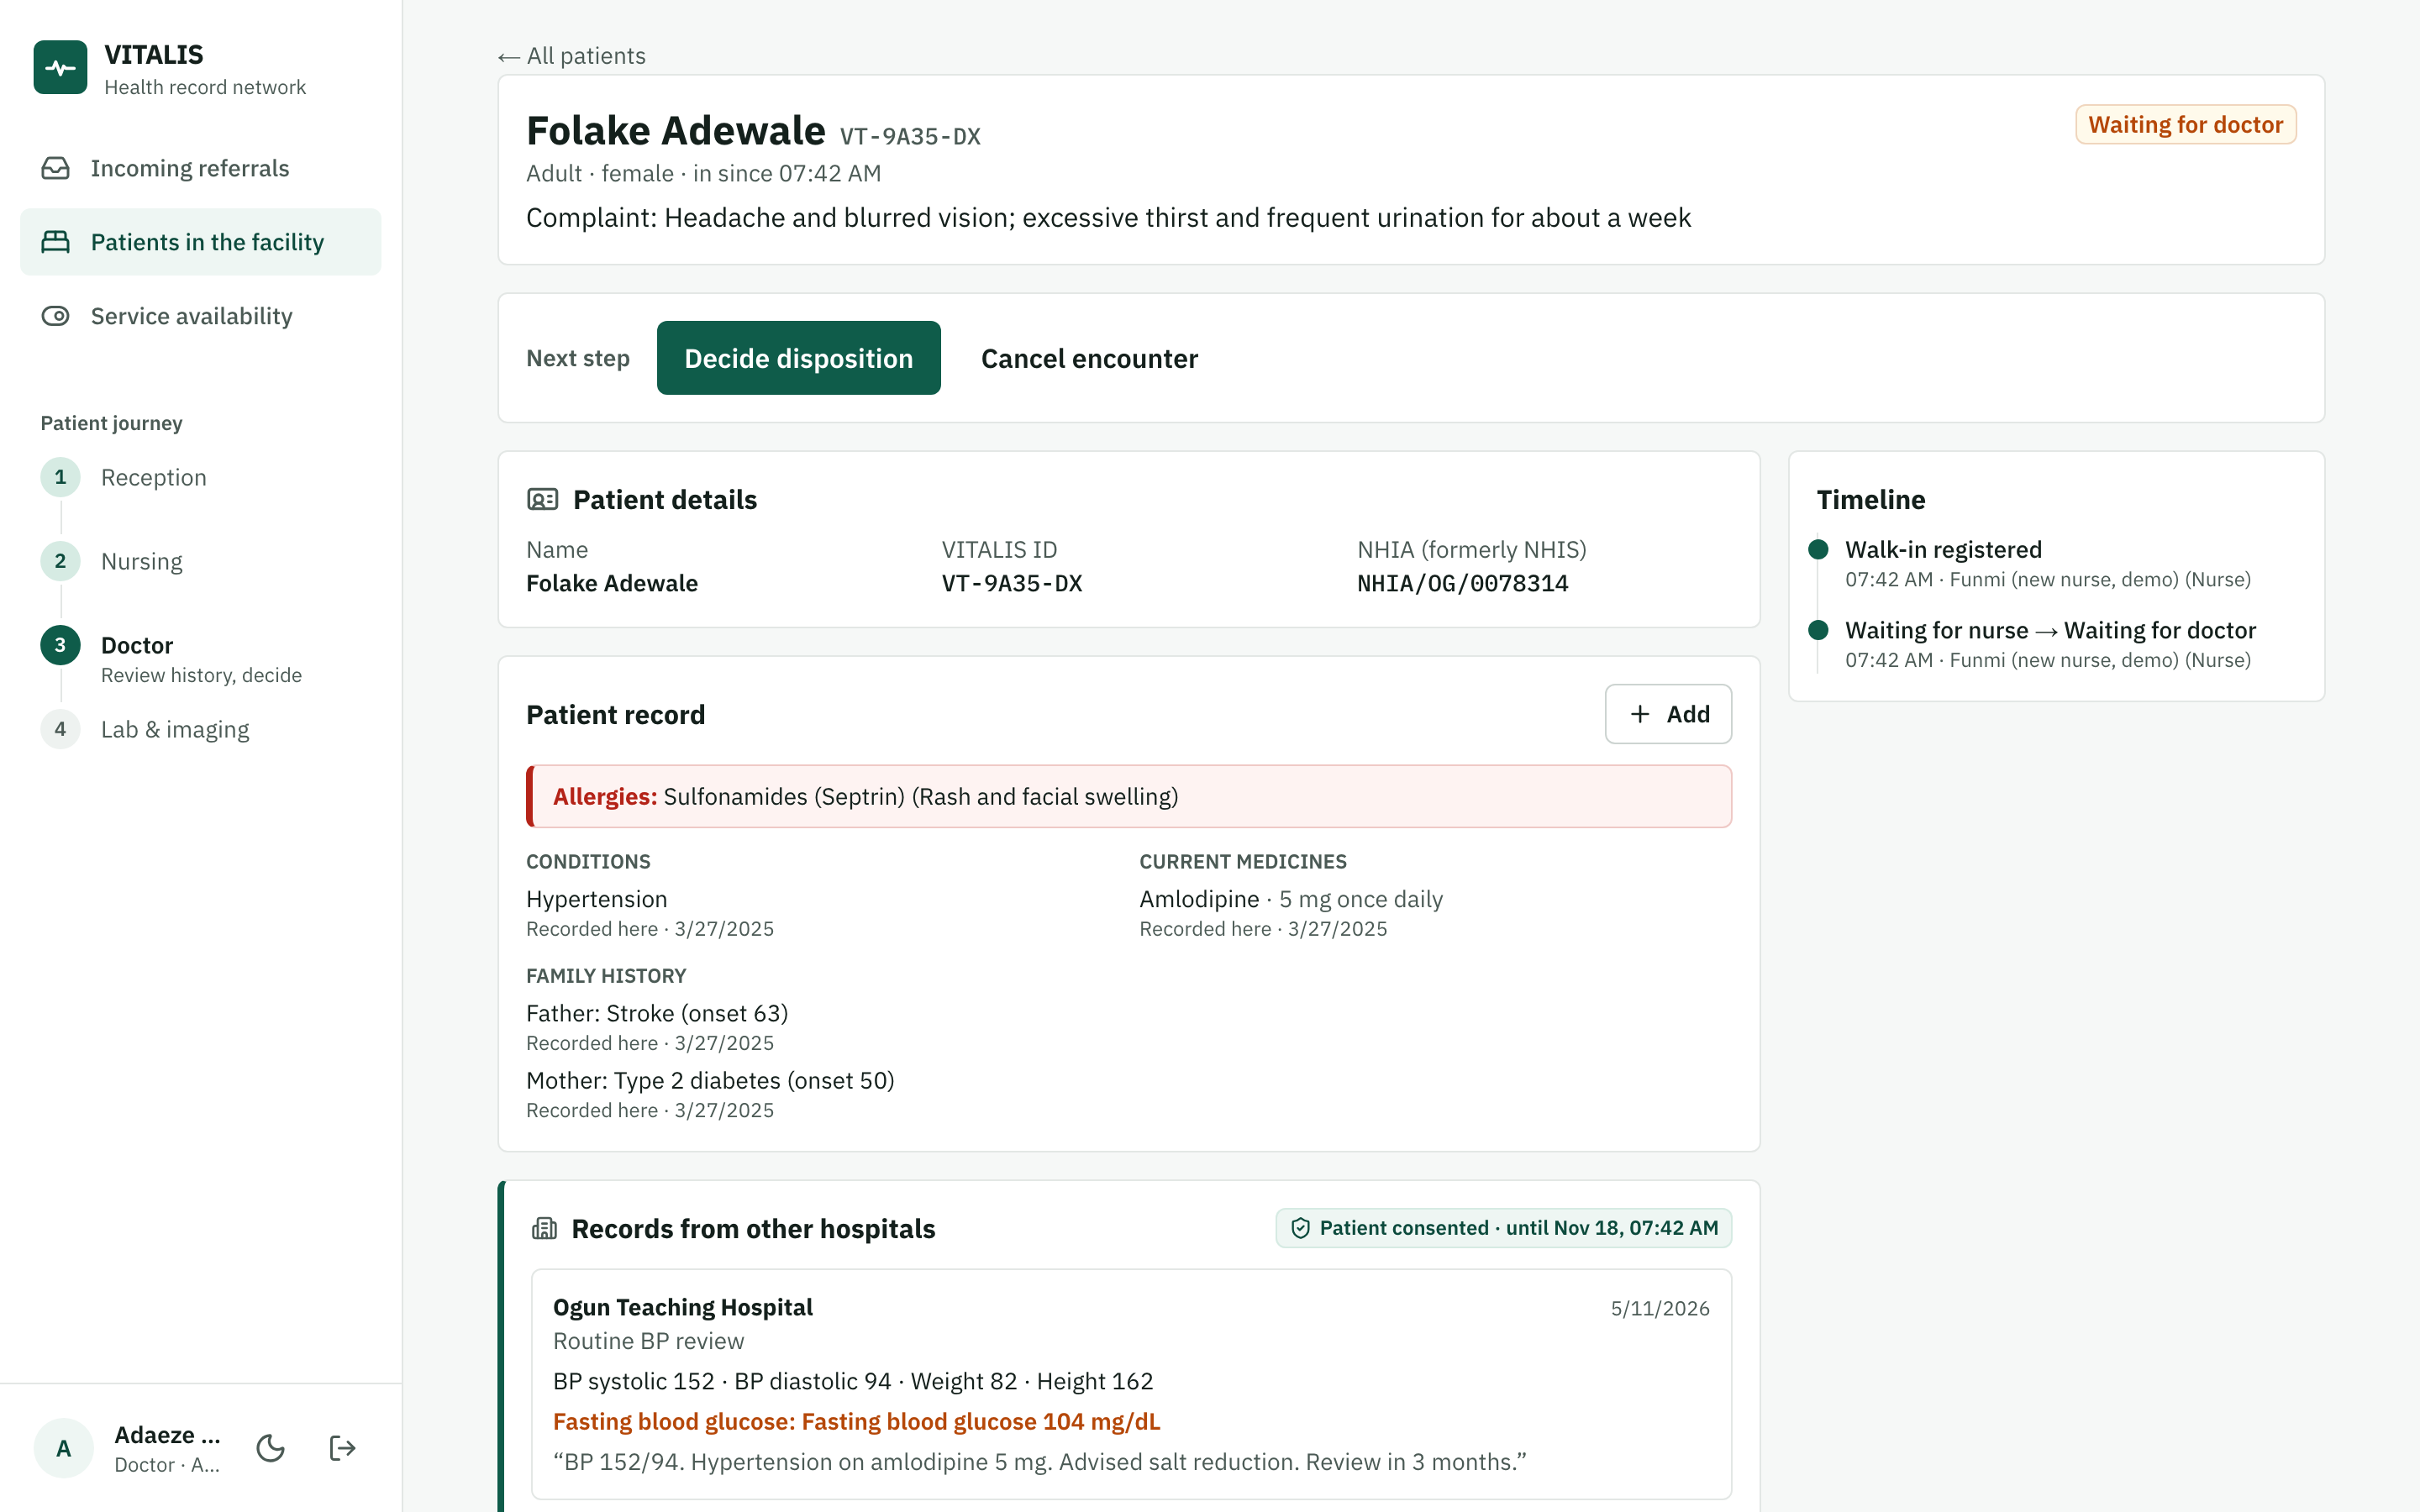 VITALIS
Health record network
Incoming referrals
Patients in the facility
Service availability
Patient journey
1 Reception
2 Nursing
3 Doctor
Review history, decide
4 Lab & imaging
A
Adaeze ...
Doctor · A...
← All patients
Folake Adewale VT-9A35-DX
Waiting for doctor
Adult · female · in since 07:42 AM
Complaint: Headache and blurred vision; excessive thirst and frequent urination for about a week
Next step Decide disposition Cancel encounter
Patient details
Name VITALIS ID NHIA (formerly NHIS)
Folake Adewale VT-9A35-DX NHIA/OG/0078314
Patient record
+ Add
Allergies: Sulfonamides (Septrin) (Rash and facial swelling)
CONDITIONS
Hypertension
Recorded here · 3/27/2025
CURRENT MEDICINES
Amlodipine · 5 mg once daily
Recorded here · 3/27/2025
FAMILY HISTORY
Father: Stroke (onset 63)
Recorded here · 3/27/2025
Mother: Type 2 diabetes (onset 50)
Recorded here · 3/27/2025
Records from other hospitals
Patient consented · until Nov 18, 07:42 AM
Ogun Teaching Hospital 5/11/2026
Routine BP review
BP systolic 152 · BP diastolic 94 · Weight 82 · Height 162
Fasting blood glucose: Fasting blood glucose 104 mg/dL
“BP 152/94. Hypertension on amlodipine 5 mg. Advised salt reduction. Review in 3 months.”
Timeline
Walk-in registered
07:42 AM · Funmi (new nurse, demo) (Nurse)
Waiting for nurse → Waiting for doctor
07:42 AM · Funmi (new nurse, demo) (Nurse)